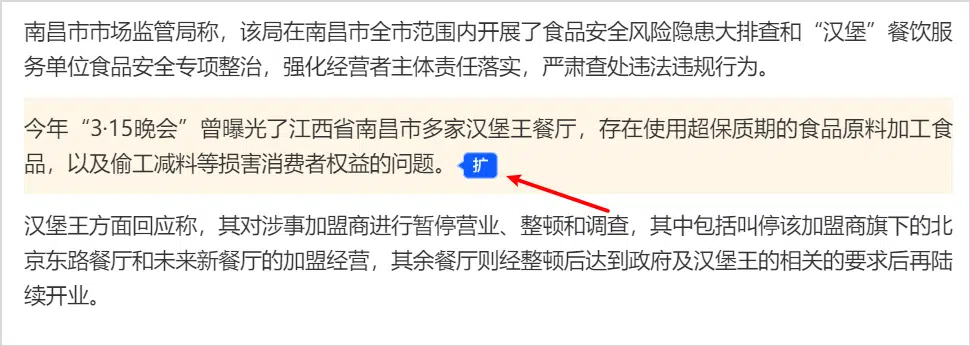 南昌市市场监管局称，该局在南昌市全市范围内开展了食品安全风险隐患大排查和“汉堡”餐饮服
务单位食品安全专项整治，强化经营者主体责任落实，严肃查处违法违规行为。
今年“3·15晚会”曾曝光了江西省南昌市多家汉堡王餐厅，存在使用超保质期的食品原料加工食
品，以及偷工减料等损害消费者权益的问题。 扩
汉堡王方面回应称，其对涉事加盟商进行暂停营业、整顿和调查，其中包括叫停该加盟商旗下的北
京东路餐厅和未来新餐厅的加盟经营，其余餐厅则经整顿后达到政府及汉堡王的相关的要求后再陆
续开业。